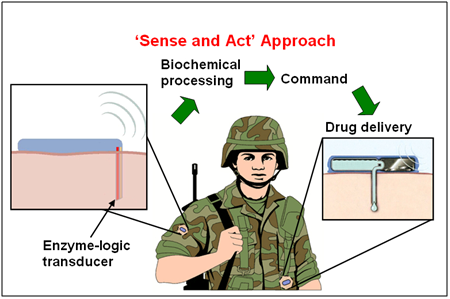 ‘Sense and Act’ Approach
Biochemical
processing
Command
Drug delivery
Enzyme-logic
transducer